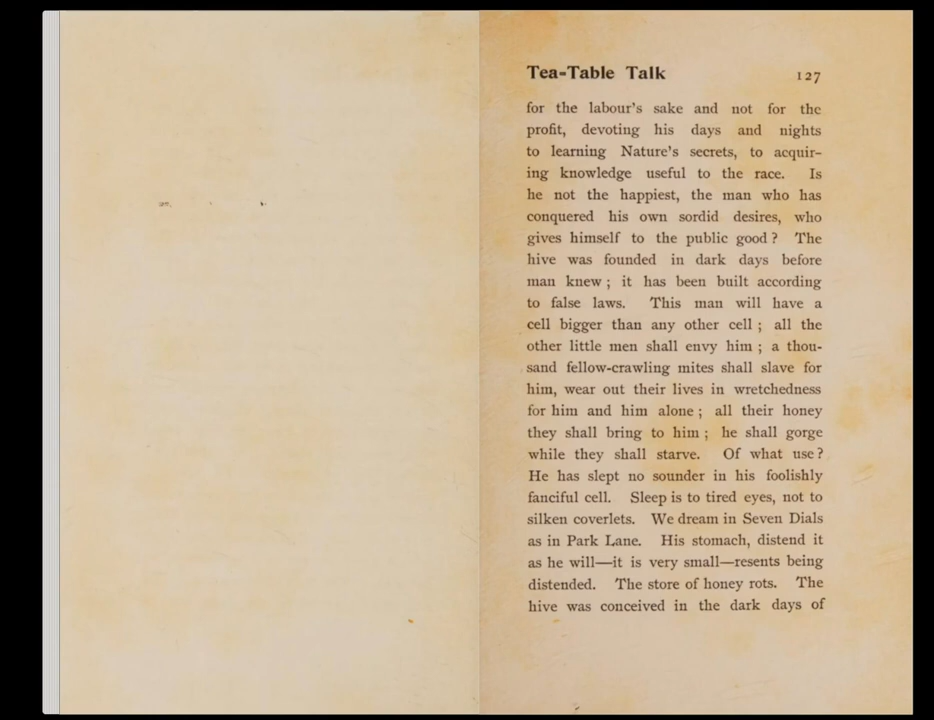 Tea-Table Talk 127
for the labour's sake and not for the
profit, devoting his days and nights
to learning Nature's secrets, to acquir-
ing knowledge useful to the race. Is
he not the happiest, the man who has
conquered his own sordid desires, who
gives himself to the public good? The
hive was founded in dark days before
man knew; it has been built according
to false laws. This man will have a
cell bigger than any other cell; all the
other little men shall envy him; a thou-
sand fellow-crawling mites shall slave for
him, wear out their lives in wretchedness
for him and him alone; all their honey
they shall bring to him; he shall gorge
while they shall starve. Of what use?
He has slept no sounder in his foolishly
fanciful cell. Sleep is to tired eyes, not to
silken coverlets. We dream in Seven Dials
as in Park Lane. His stomach, distend it
as he will—it is very small—resents being
distended. The store of honey rots. The
hive was conceived in the dark days of